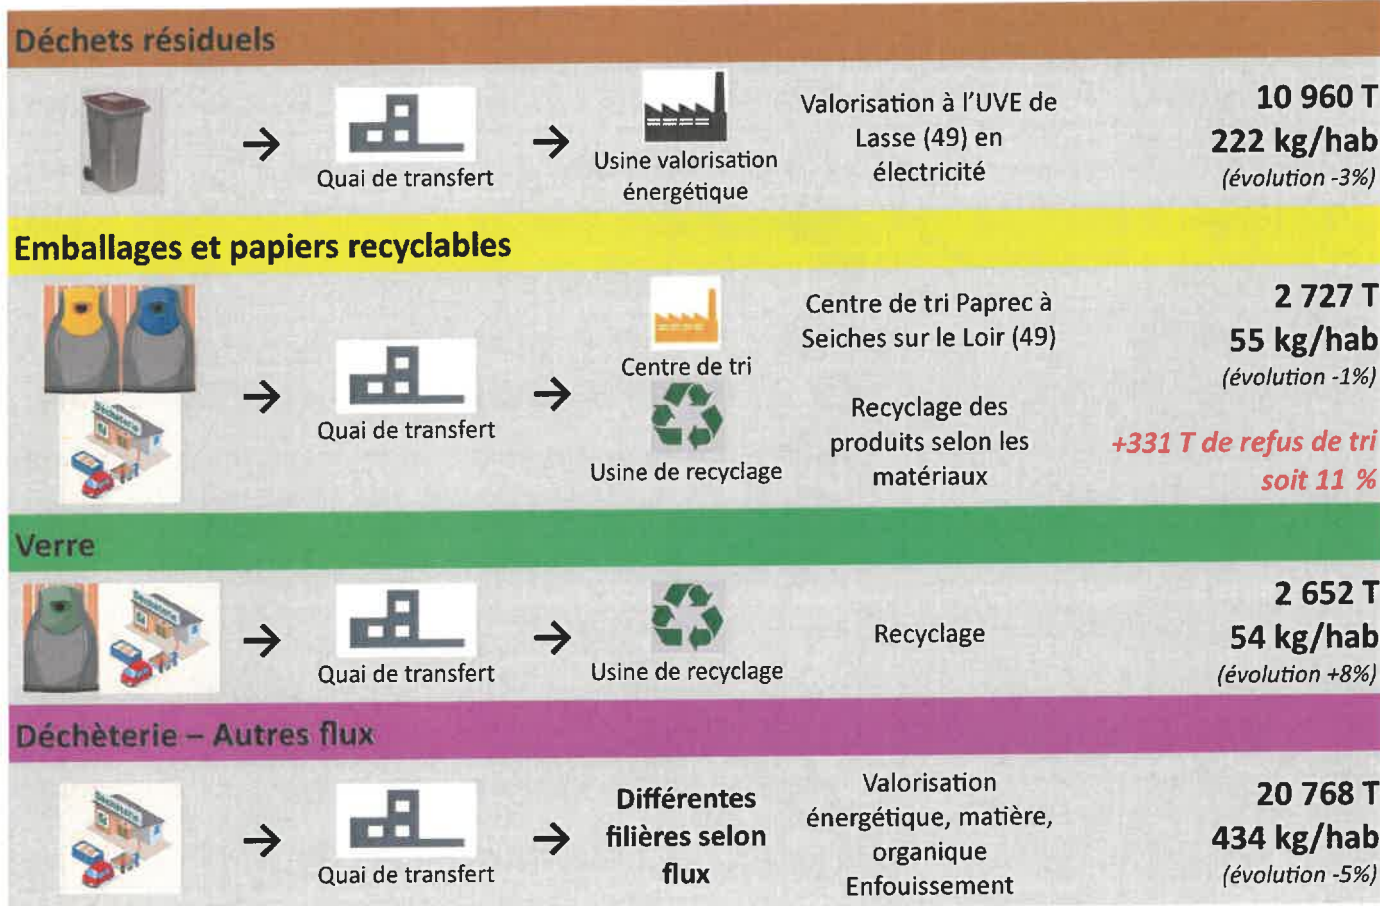 Déchets résiduels
Quai de transfert
Usine valorisation
énergétique
Valorisation à l'UVE de
Lasse (49) en
électricité
10 960 T
222 kg/hab
(évolution -3%)
Emballages et papiers recyclables
Déchèterie
Quai de transfert
Centre de tri
Usine de recyclage
Centre de tri Paprec à
Seiches sur le Loir (49)
Recyclage des
produits selon les
matériaux
2 727 T
55 kg/hab
(évolution -1%)
+331 T de refus de tri
soit 11 %
Verre
Déchèterie
Quai de transfert
Usine de recyclage
Recyclage
2 652 T
54 kg/hab
(évolution +8%)
Déchèterie – Autres flux
Déchèterie
Quai de transfert
Différentes
filières selon
flux
Valorisation
énergétique, matière,
organique
Enfouissement
20 768 T
434 kg/hab
(évolution -5%)